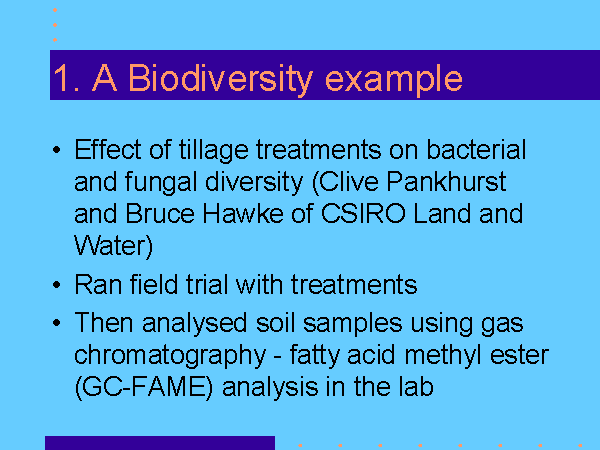 1. A Biodiversity example
• Effect of tillage treatments on bacterial
and fungal diversity (Clive Pankhurst
and Bruce Hawke of CSIRO Land and
Water)
• Ran field trial with treatments
• Then analysed soil samples using gas
chromatography - fatty acid methyl ester
(GC-FAME) analysis in the lab